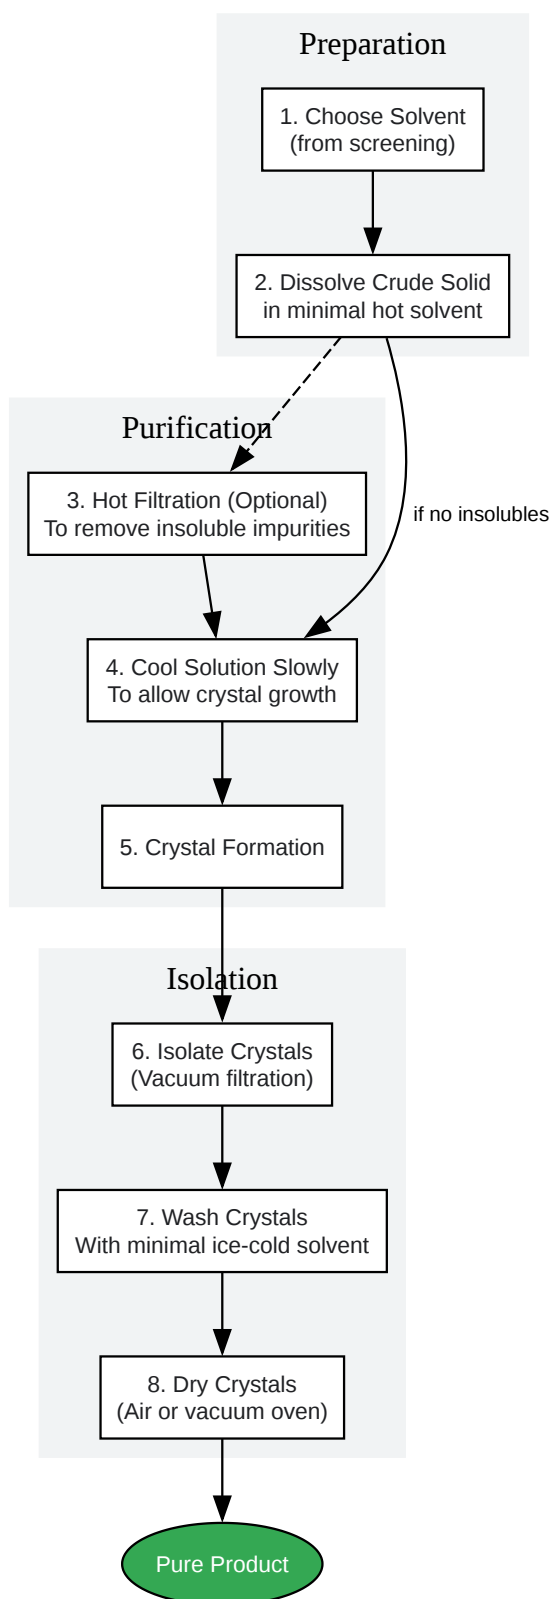 Preparation
1. Choose Solvent
(from screening)
2. Dissolve Crude Solid
in minimal hot solvent
Purification
3. Hot Filtration (Optional)
To remove insoluble impurities
if no insolubles
4. Cool Solution Slowly
To allow crystal growth
5. Crystal Formation
Isolation
6. Isolate Crystals
(Vacuum filtration)
7. Wash Crystals
With minimal ice-cold solvent
8. Dry Crystals
(Air or vacuum oven)
Pure Product